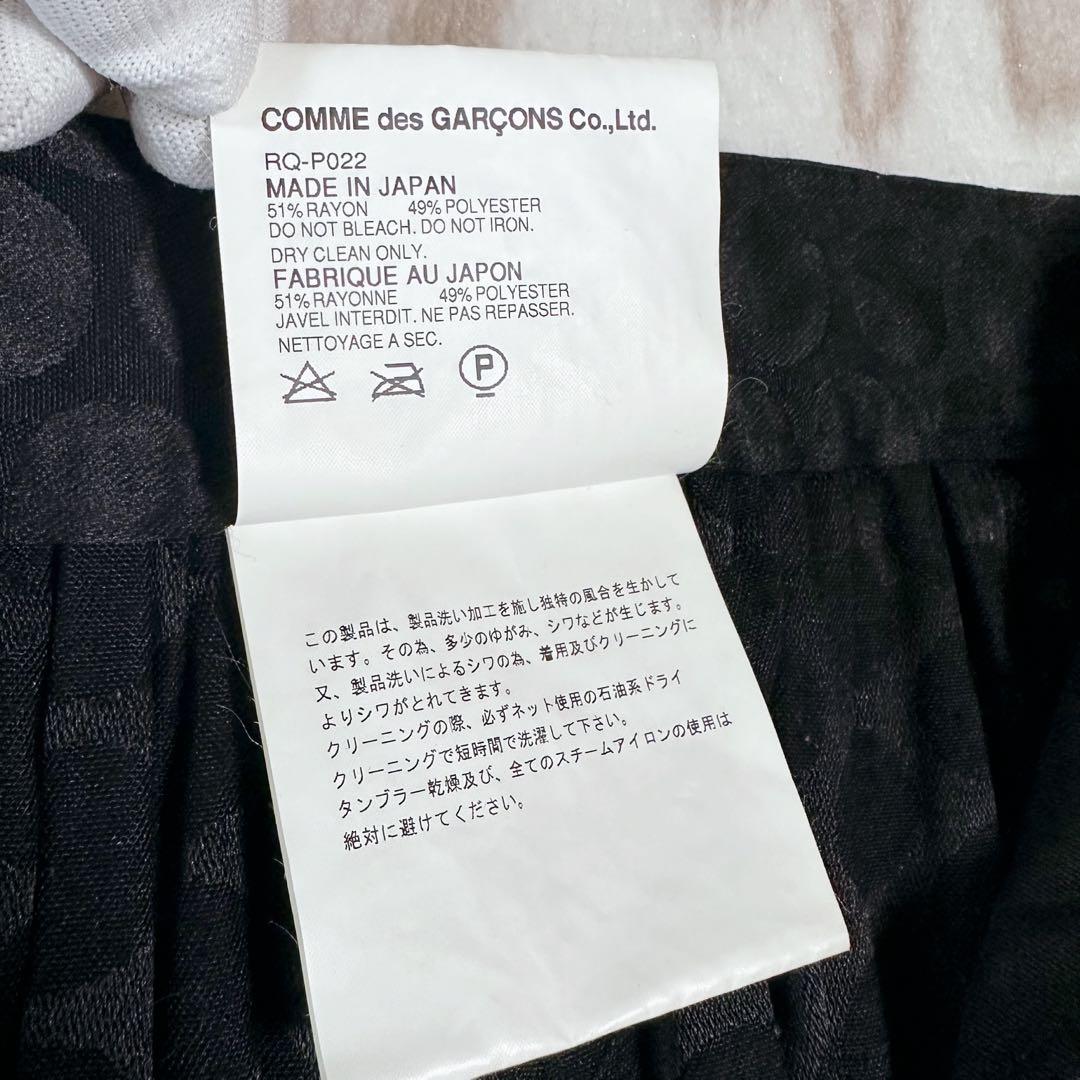 COMME des GARÇONS Co.,Ltd.
RQ-P022
MADE IN JAPAN
51% RAYON 49% POLYESTER
DO NOT BLEACH. DO NOT IRON.
DRY CLEAN ONLY.
FABRIQUE AU JAPON
51% RAYONNE 49% POLYESTER
JAVEL INTERDIT. NE PAS REPASSER.
NETTOYAGE A SEC.
P
この製品は、製品洗い加工を施し独特の風合を生かして
います。その為、多少のゆがみ、シワなどが生じます。
又、製品洗いによるシワの為、着用及びクリーニングに
よりシワがとれてきます。
クリーニングの際、必ずネット使用の石油系ドライ
クリーニングで短時間で洗濯して下さい。
タンブラー乾燥及び、全てのスチームアイロンの使用は
絶対に避けてください。